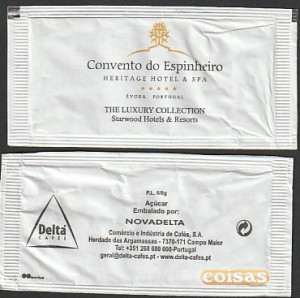 Convento do Espinheiro
HERITAGE HOTEL & SPA
ÉVORA PORTUGAL
THE LUXURY COLLECTION
Starwood Hotels & Resorts
P.L. 6/8g
Açúcar
Embalado por:
NOVADELTA
Comércio e Indústria de Cafés, S.A.
Herdade das Argamassas - 7370-171 Campo Maior
Tel: +351 268 680 000-Portugal
geral@delta-cafes.pt - www.delta-cafes.pt
Delta
CAFÉS
coisas